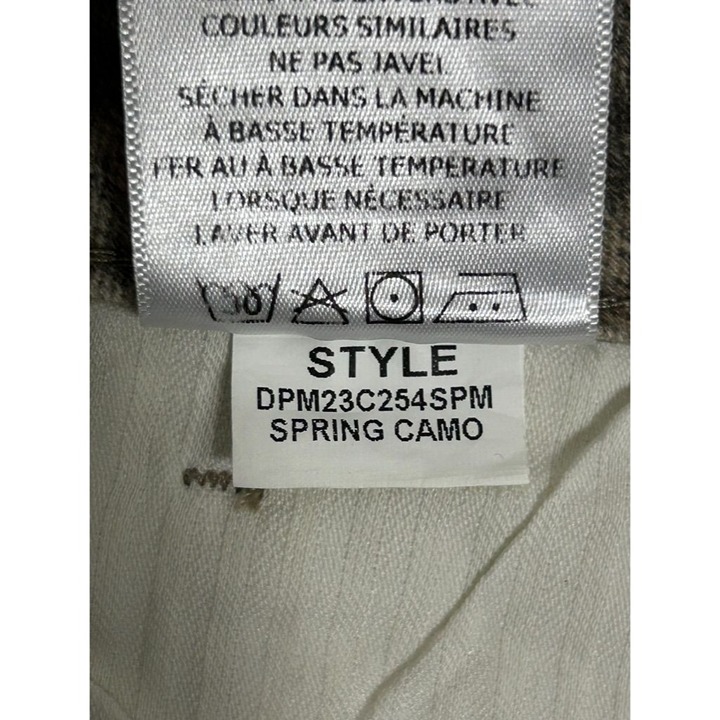 COULEURS SIMILAIRES
NE PAS JAVEL
SÉCHER DANS LA MACHINE
À BASSE TEMPÉRATURE
FER AU À BASSE TEMPERATURE
LORSQUE NÉCESSAIRE
LAVER AVANT DE PORTER
30
STYLE
DPM23C254SPM
SPRING CAMO